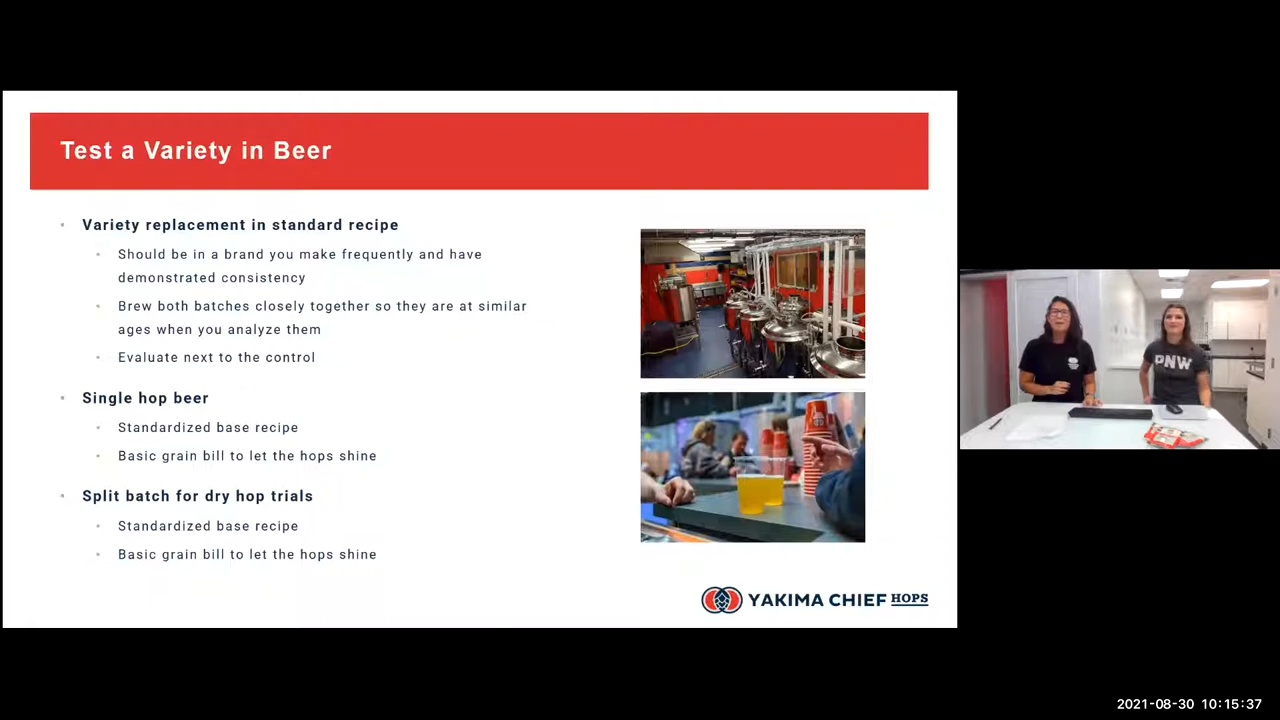 Test a Variety in Beer
Variety replacement in standard recipe
Should be in a brand you make frequently and have
demonstrated consistency
Brew both batches closely together so they are at similar
ages when you analyze them
Evaluate next to the control
Single hop beer
Standardized base recipe
Basic grain bill to let the hops shine
Split batch for dry hop trials
Standardized base recipe
Basic grain bill to let the hops shine
YAKIMA CHIEF HOPS
PNW
2021-08-30 10:15:37